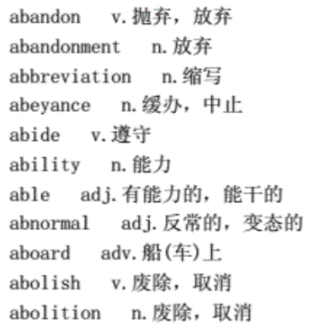 abandon v.抛弃，放弃
abandonment n.放弃
abbreviation n.缩写
abeyance n.缓办，中止
abide v.遵守
ability n.能力
able adj.有能力的，能干的
abnormal adj.反常的，变态的
aboard adv.船(车)上
abolish v.废除，取消
abolition n.废除，取消